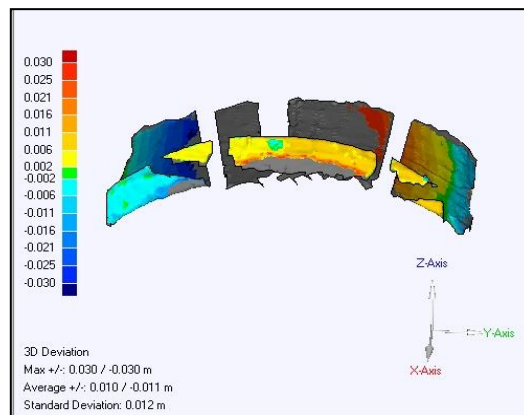 0.030
0.025
0.020
0.016
0.011
0.006
0.002
-0.002
-0.006
-0.011
-0.016
-0.021
-0.025
-0.030
Z-Axis
Y-Axis
X-Axis
3D Deviation
Max +/-: 0.030 / -0.030 m
Average +/-: 0.010 / -0.011 m
Standard Deviation: 0.012 m